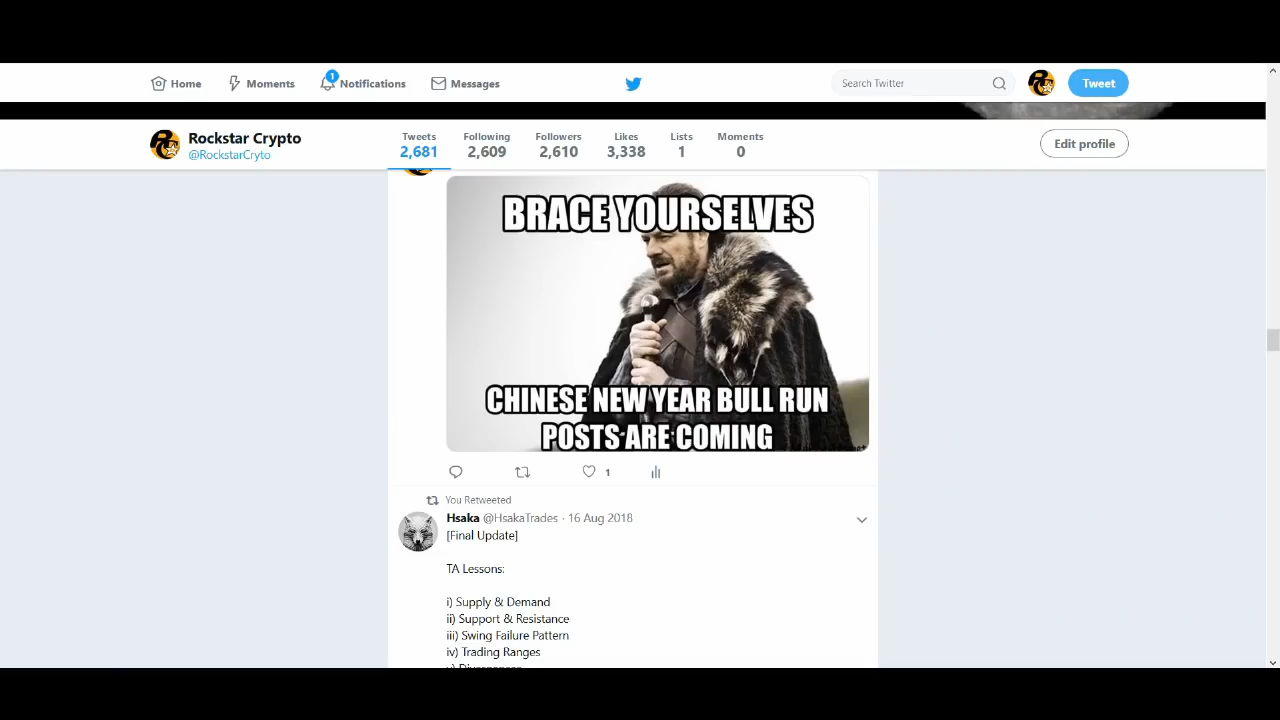 Home Moments 1 Notifications Messages Search Twitter Tweet
Rockstar Crypto
@RockstarCryto
Tweets Following Followers Likes Lists Moments
2,681 2,609 2,610 3,338 1 0
Edit profile
BRACE YOURSELVES
CHINESE NEW YEAR BULL RUN
POSTS ARE COMING
1
You Retweeted
Hsaka @HsakaTrades · 16 Aug 2018
[Final Update]
TA Lessons:
i) Supply & Demand
ii) Support & Resistance
iii) Swing Failure Pattern
iv) Trading Ranges